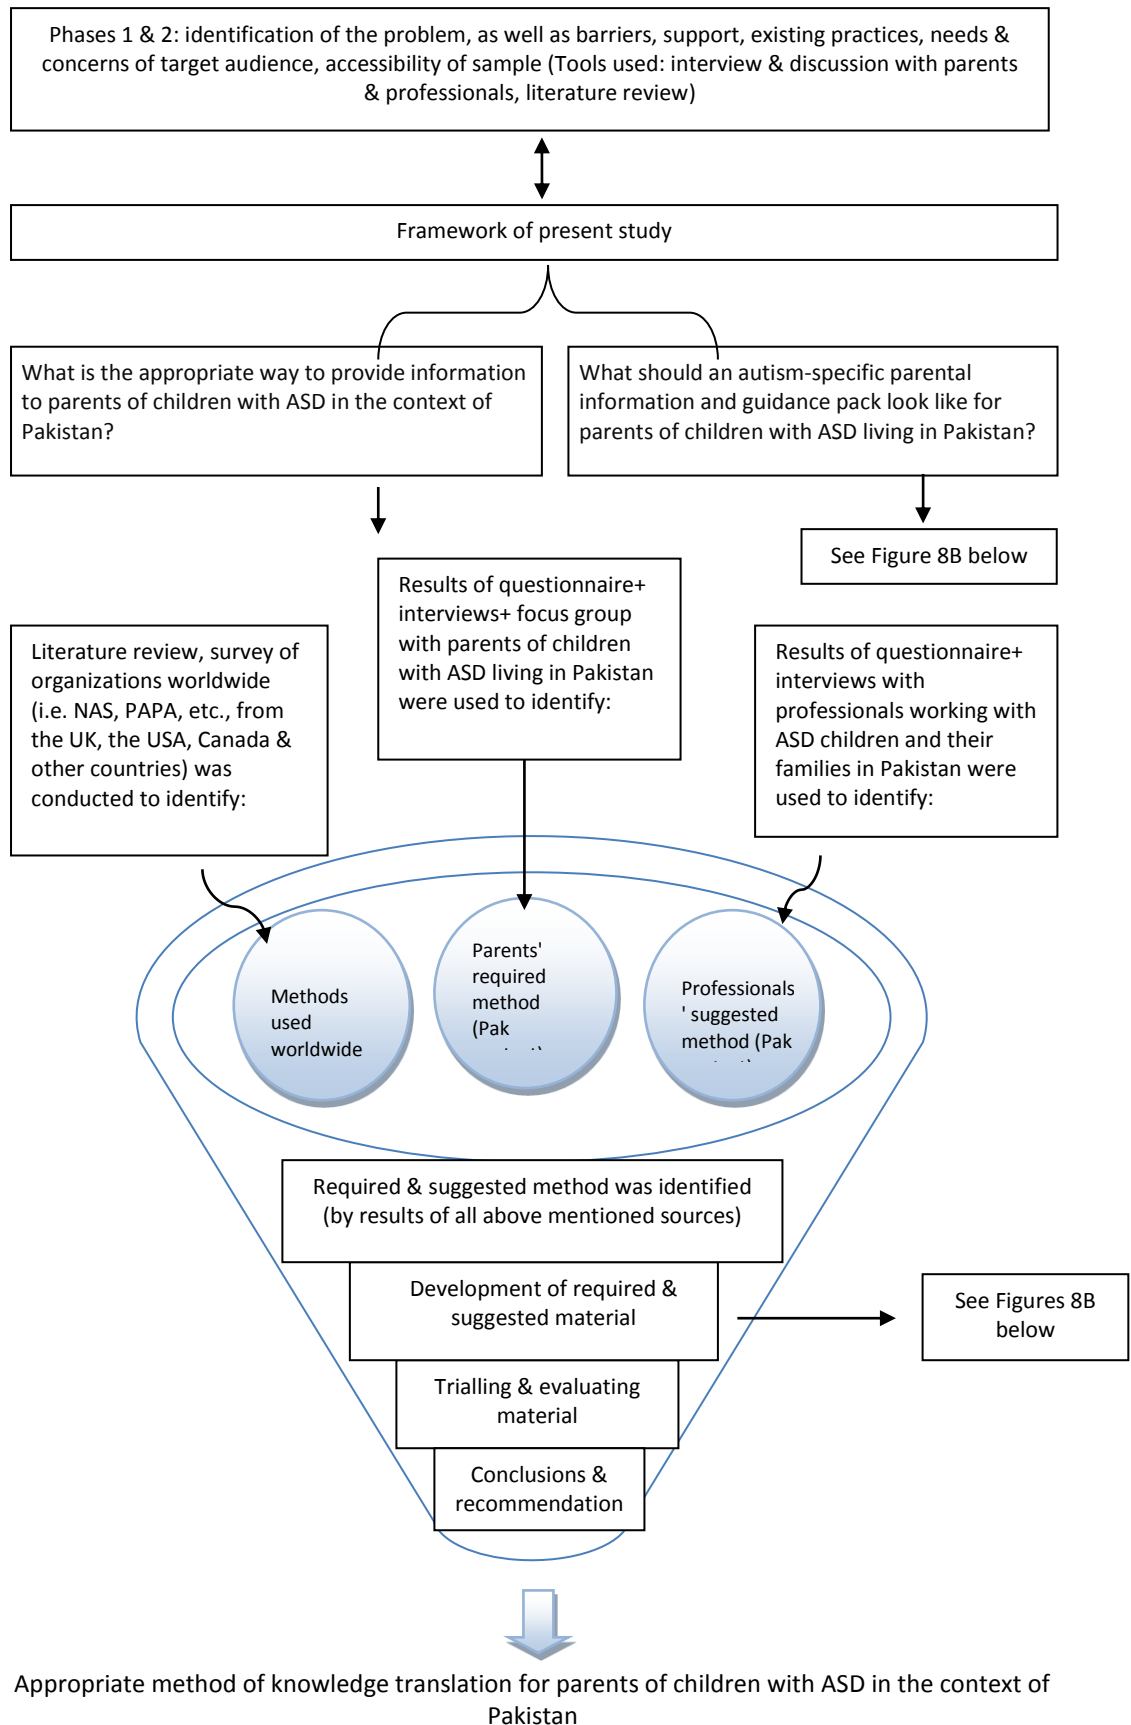 Phases 1 & 2: identification of the problem, as well as barriers, support, existing practices, needs &
concerns of target audience, accessibility of sample (Tools used: interview & discussion with parents
& professionals, literature review)
Framework of present study
What is the appropriate way to provide information
to parents of children with ASD in the context of
Pakistan?
What should an autism-specific parental
information and guidance pack look like for
parents of children with ASD living in Pakistan?
See Figure 8B below
Literature review, survey of
organizations worldwide
(i.e. NAS, PAPA, etc., from
the UK, the USA, Canada &
other countries) was
conducted to identify:
Results of questionnaire+
interviews+ focus group
with parents of children
with ASD living in Pakistan
were used to identify:
Results of questionnaire+
interviews with
professionals working with
ASD children and their
families in Pakistan were
used to identify:
Methods
used
worldwide
Parents'
required
method
(Pak
Professionals
' suggested
method (Pak
Required & suggested method was identified
(by results of all above mentioned sources)
Development of required &
suggested material
See Figures 8B
below
Trialling & evaluating
material
Conclusions &
recommendation
Appropriate method of knowledge translation for parents of children with ASD in the context of
Pakistan